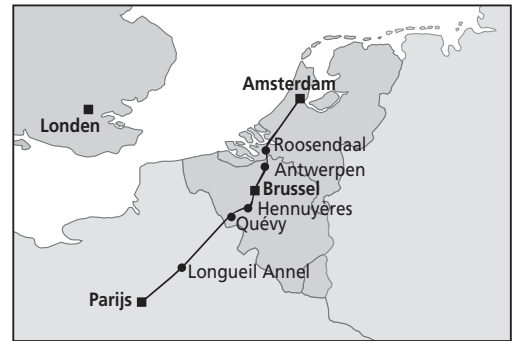 Amsterdam
Londen
Roosendaal
Antwerpen
Brussel
Hennuyères
Quévy
Longueil Annel
Parijs